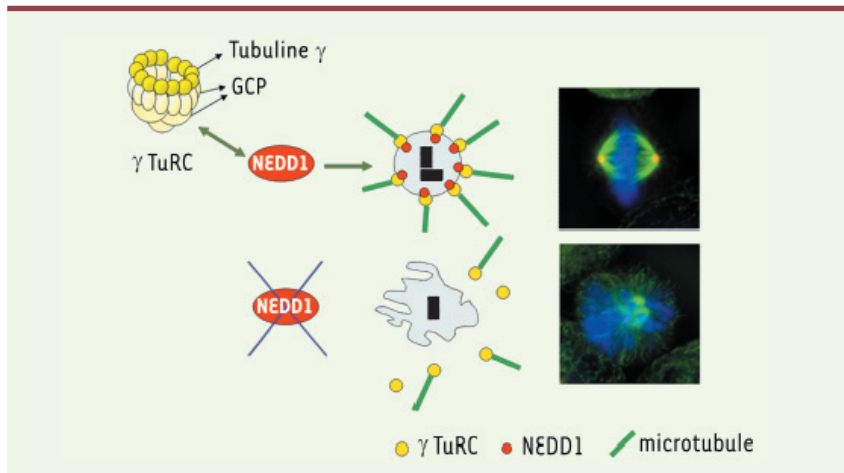 Tubuline γ
GCP
γ TuRC
NEDD1
NEDD1
γ TuRC
NEDD1
microtubule